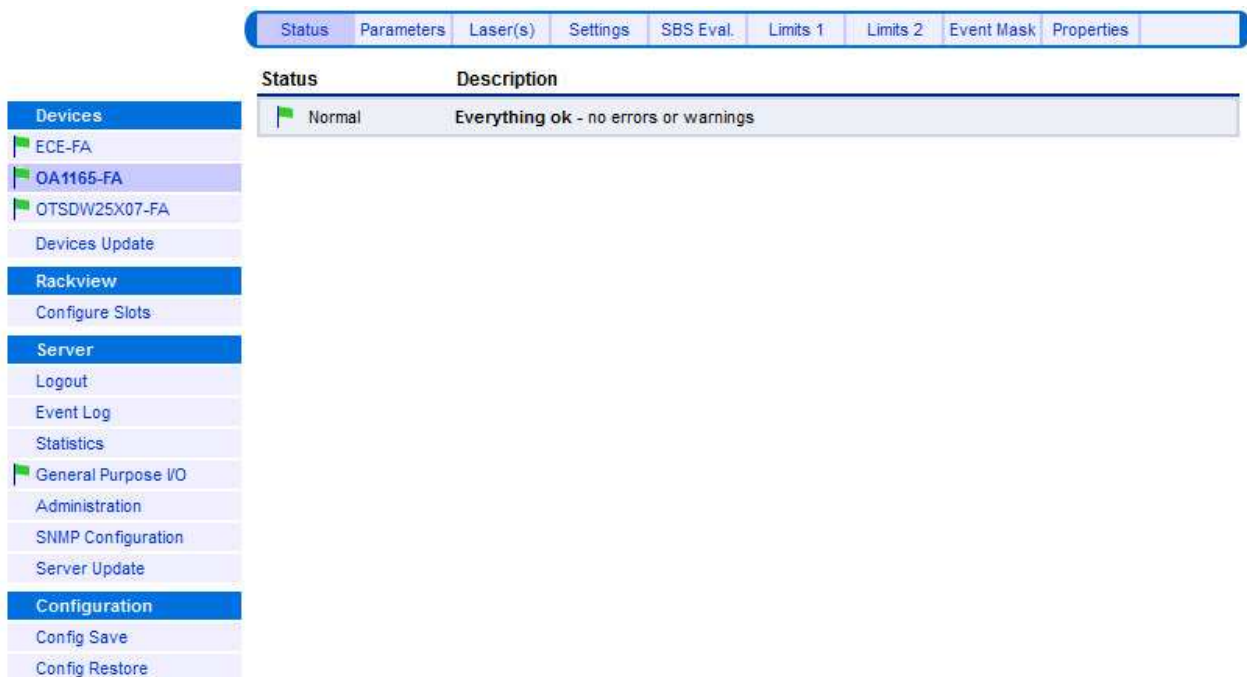 Status Parameters Laser(s) Settings SBS Eval. Limits 1 Limits 2 Event Mask Properties
Status Description
Normal Everything ok - no errors or warnings
Devices
ECE-FA
OA1165-FA
OTSDW25X07-FA
Devices Update
Rackview
Configure Slots
Server
Logout
Event Log
Statistics
General Purpose I/O
Administration
SNMP Configuration
Server Update
Configuration
Config Save
Config Restore